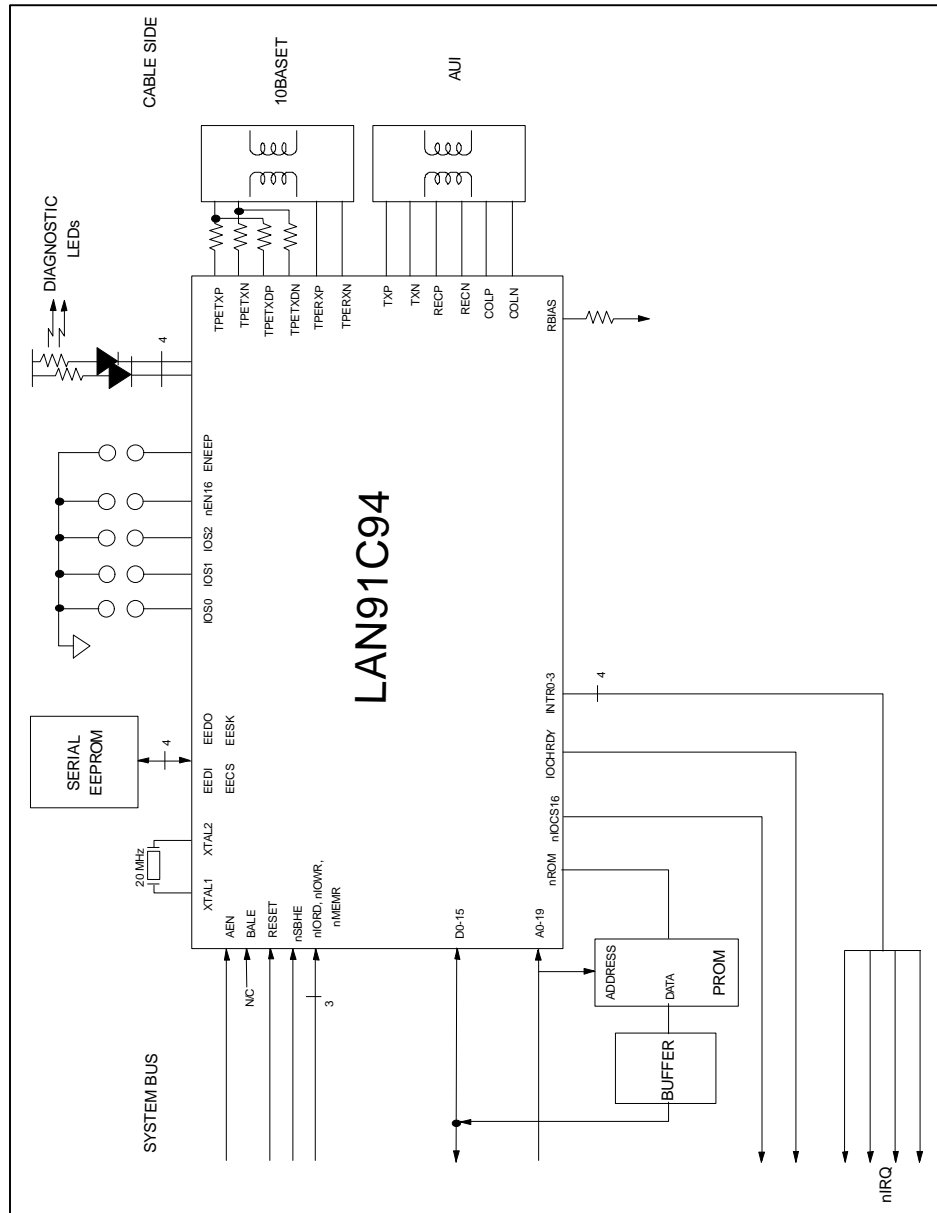 SYSTEM BUS
CABLE SIDE
DIAGNOSTIC
LEDs
10BASET
AUI
SERIAL
EEPROM
20 MHz
XTAL1
XTAL2
EEDI
EEDO
EECS
EESK
IOS0
IOS1
IOS2
nEN16
ENEEP
4
4
AEN
BALE
N/C
RESET
nSBHE
nIORD, nIOWR,
nMEMR
3
D0-15
A0-19
LAN91C94
TPETXP
TPETXN
TPETXDP
TPETXDN
TPERXP
TPERXN
TXP
TXN
RECP
RECN
COLP
COLN
RBIAS
nROM
nIOCS16
IOCHRDY
INTR0-3
4
ADDRESS
DATA
PROM
BUFFER
nIRQ